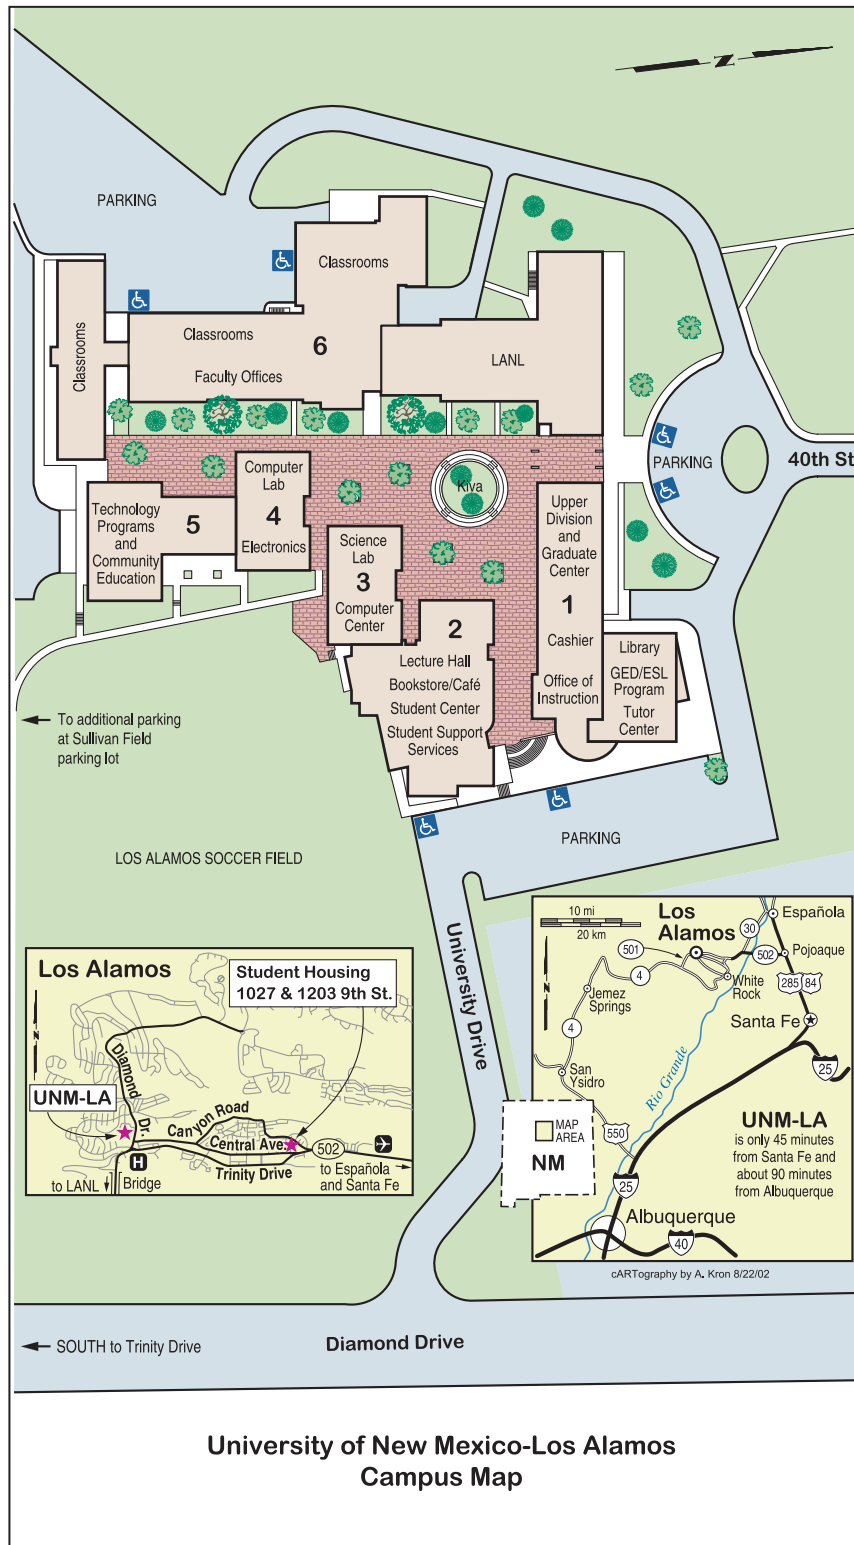 N
PARKING
Classrooms
Classrooms
Classrooms
6
Faculty Offices
LANL
PARKING
40th St
Kiva
Computer
Lab
4
Electronics
Technology
Programs
and
Community
Education
5
Upper
Division
and
Graduate
Center
1
Cashier
Office of
Instruction
Science
Lab
3
Computer
Center
2
Lecture Hall
Bookstore/Café
Student Center
Student Support
Services
Library
GED/ESL
Program
Tutor
Center
To additional parking
at Sullivan Field
parking lot
PARKING
LOS ALAMOS SOCCER FIELD
University Drive
Los Alamos
Student Housing
1027 & 1203 9th St.
N
Diamond
Dr.
UNM-LA
Canyon Road
Central Ave.
502
Trinity Drive
H
to LANL
Bridge
to Española
and Santa Fe
10 mi
20 km
Los
Alamos
Española
30
501
502
Pojoaque
4
White
Rock
285
84
Jemez
Springs
N
Santa Fe
4
25
San
Ysidro
Rio Grande
550
UNM-LA
is only 45 minutes
from Santa Fe and
about 90 minutes
from Albuquerque
MAP
AREA
NM
25
Albuquerque
40
cARTography by A. Kron 8/22/02
SOUTH to Trinity Drive
Diamond Drive
University of New Mexico-Los Alamos
Campus Map